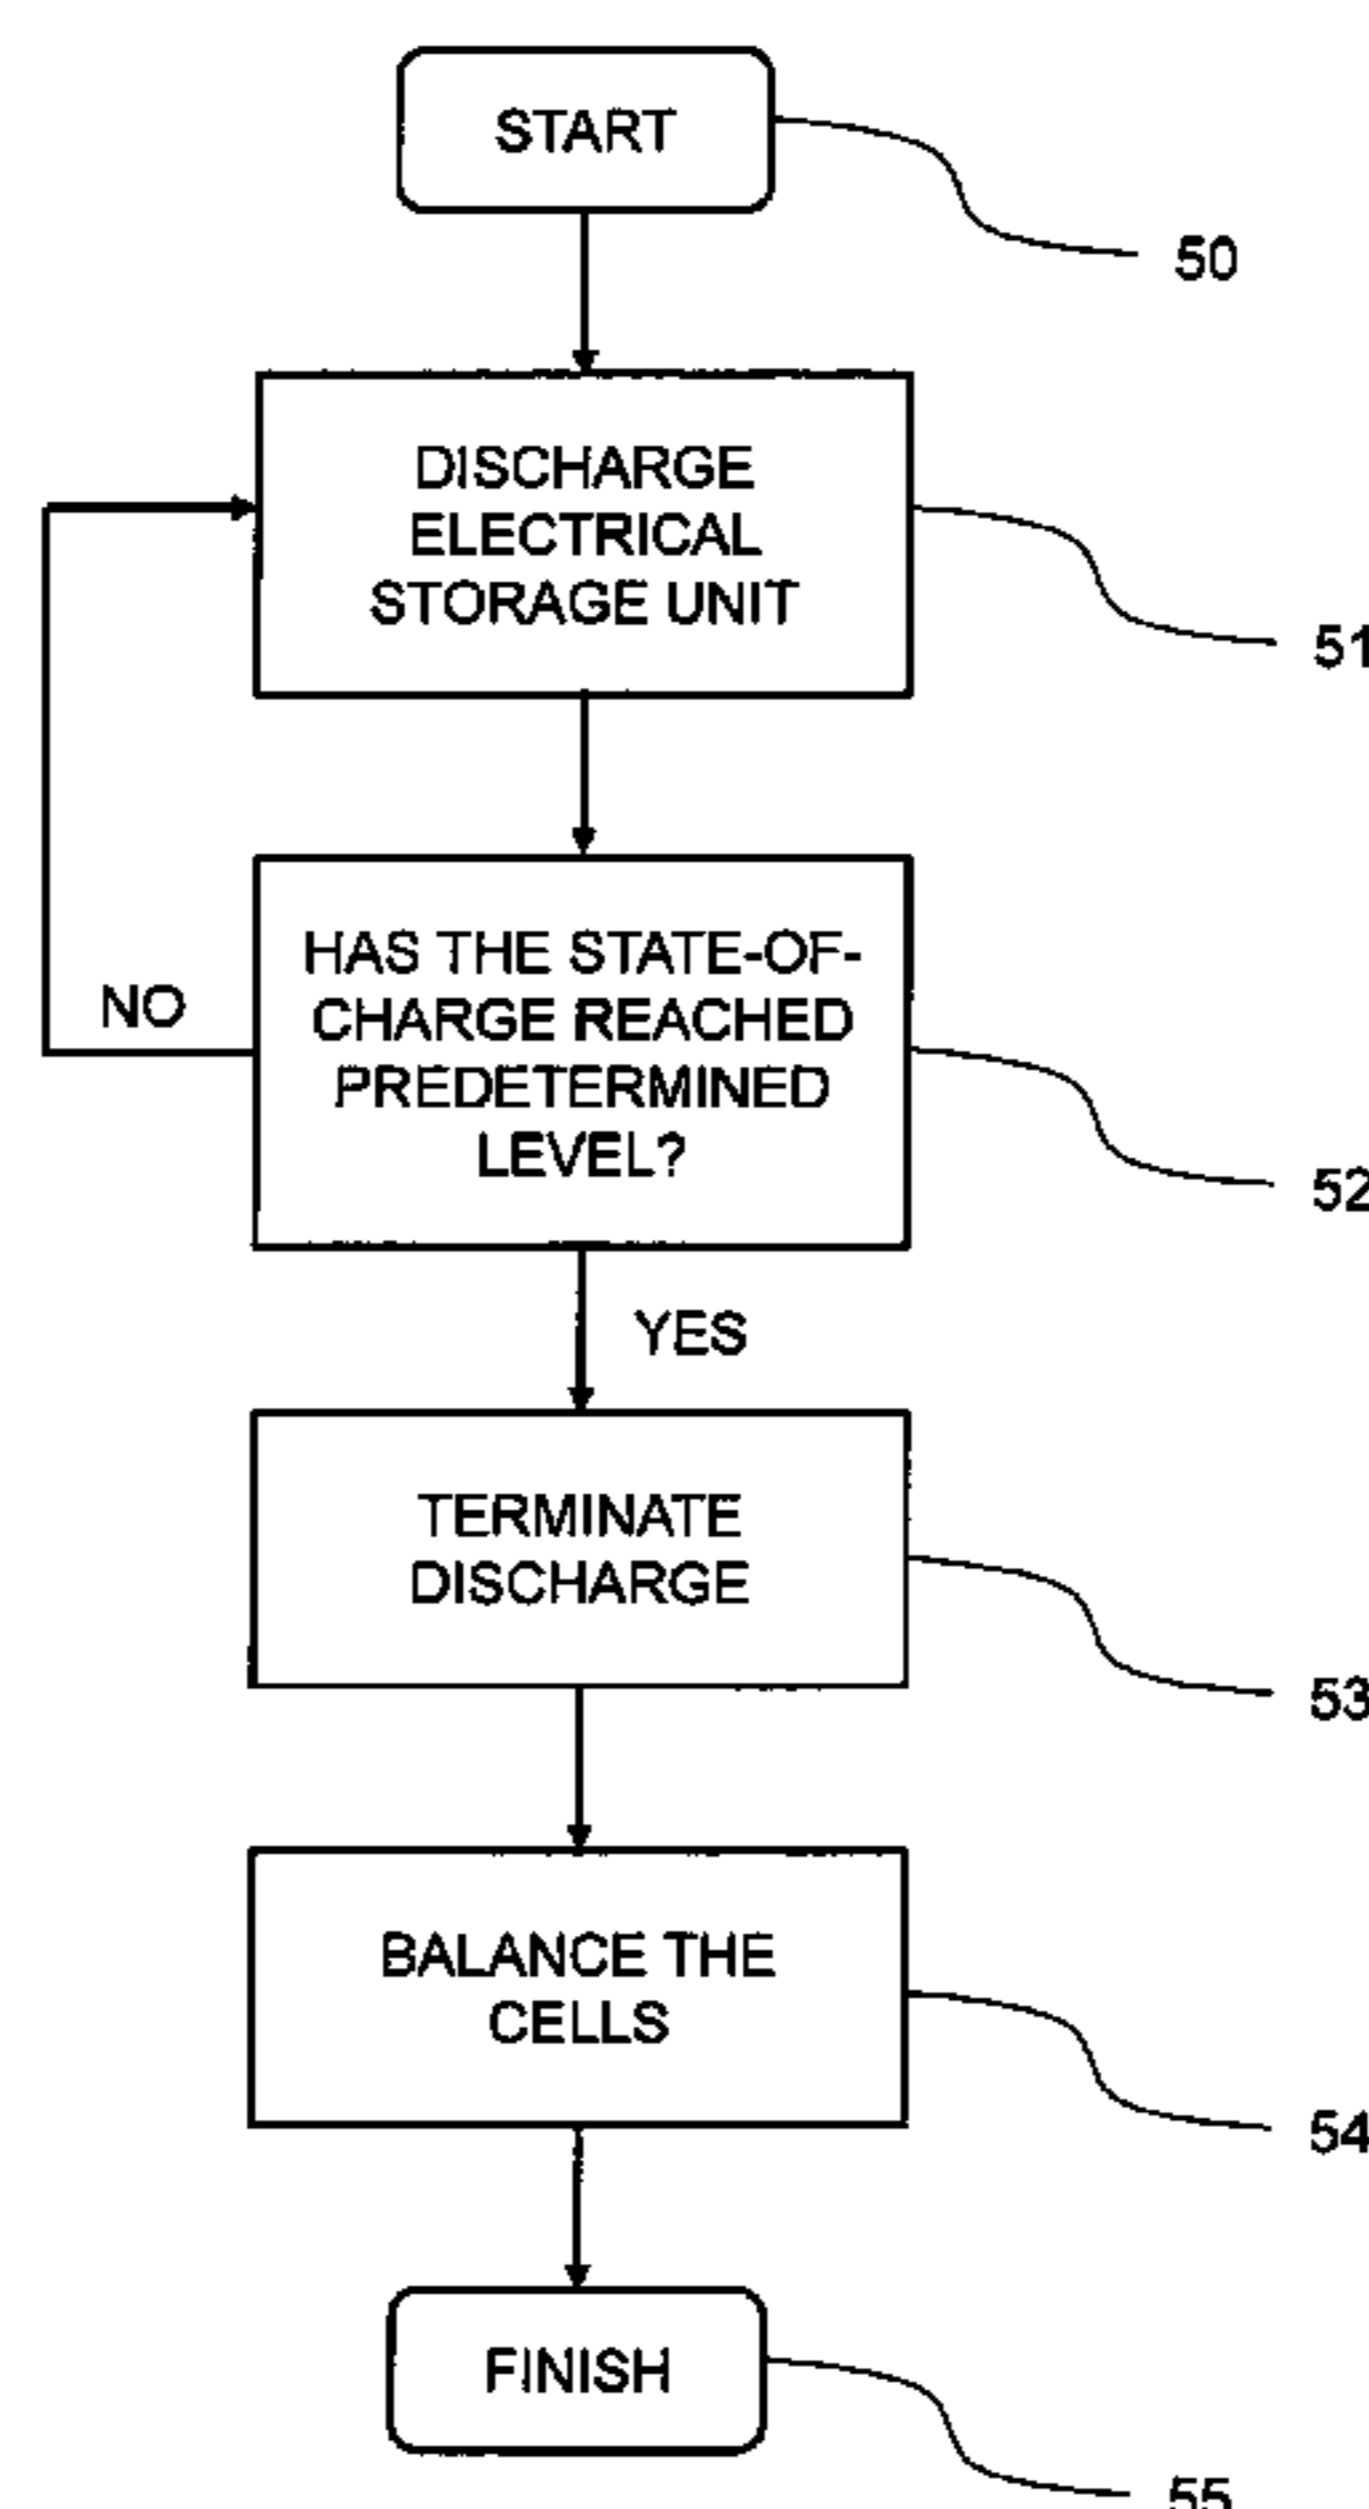 START
50
DISCHARGE
ELECTRICAL
STORAGE UNIT
51
HAS THE STATE-OF-
CHARGE REACHED
PREDETERMINED
LEVEL?
NO
52
YES
TERMINATE
DISCHARGE
53
BALANCE THE
CELLS
54
FINISH
55